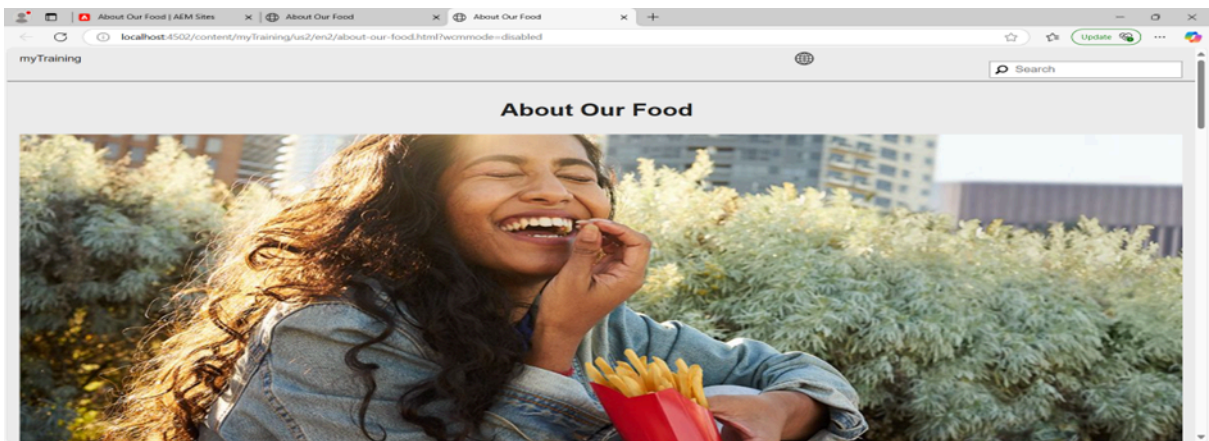 About Our Food | AEM Sites
About Our Food
About Our Food
localhost:4502/content/myTraining/us2/en2/about-our-food.html?wcmmode=disabled
Update
myTraining
Search
About Our Food